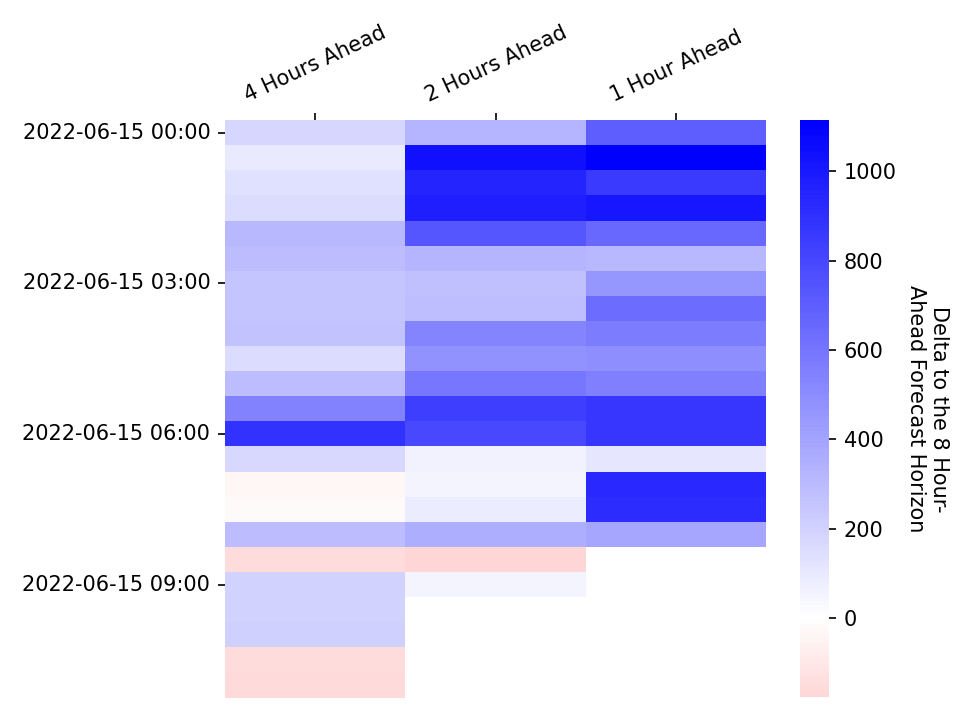 4 Hours Ahead
2 Hours Ahead
1 Hour Ahead
2022-06-15 00:00
2022-06-15 03:00
2022-06-15 06:00
2022-06-15 09:00
1000
800
600
400
200
0
Delta to the 8 Hour-
Ahead Forecast Horizon